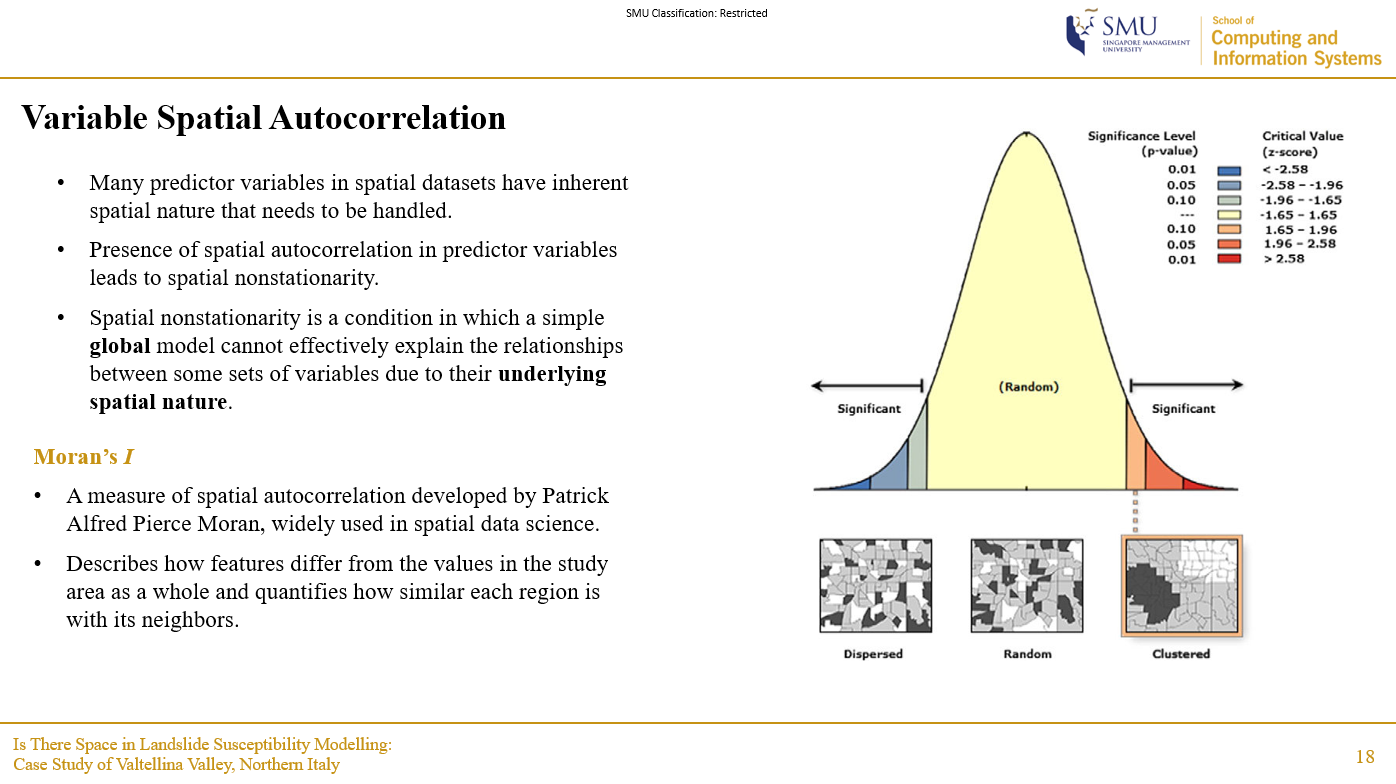 SMU Classification: Restricted
SMU
SINGAPORE MANAGEMENT
UNIVERSITY
School of
Computing and
Information Systems
Variable Spatial Autocorrelation
• Many predictor variables in spatial datasets have inherent
spatial nature that needs to be handled.
• Presence of spatial autocorrelation in predictor variables
leads to spatial nonstationarity.
• Spatial nonstationarity is a condition in which a simple
global model cannot effectively explain the relationships
between some sets of variables due to their underlying
spatial nature.
Moran’s I
• A measure of spatial autocorrelation developed by Patrick
Alfred Pierce Moran, widely used in spatial data science.
• Describes how features differ from the values in the study
area as a whole and quantifies how similar each region is
with its neighbors.
Significance Level Critical Value
(p-value) (z-score)
0.01 < -2.58
0.05 -2.58 – -1.96
0.10 -1.96 – -1.65
--- -1.65 – 1.65
0.10 1.65 – 1.96
0.05 1.96 – 2.58
0.01 > 2.58
(Random)
Significant Significant
Dispersed Random Clustered
Is There Space in Landslide Susceptibility Modelling:
Case Study of Valtellina Valley, Northern Italy
18